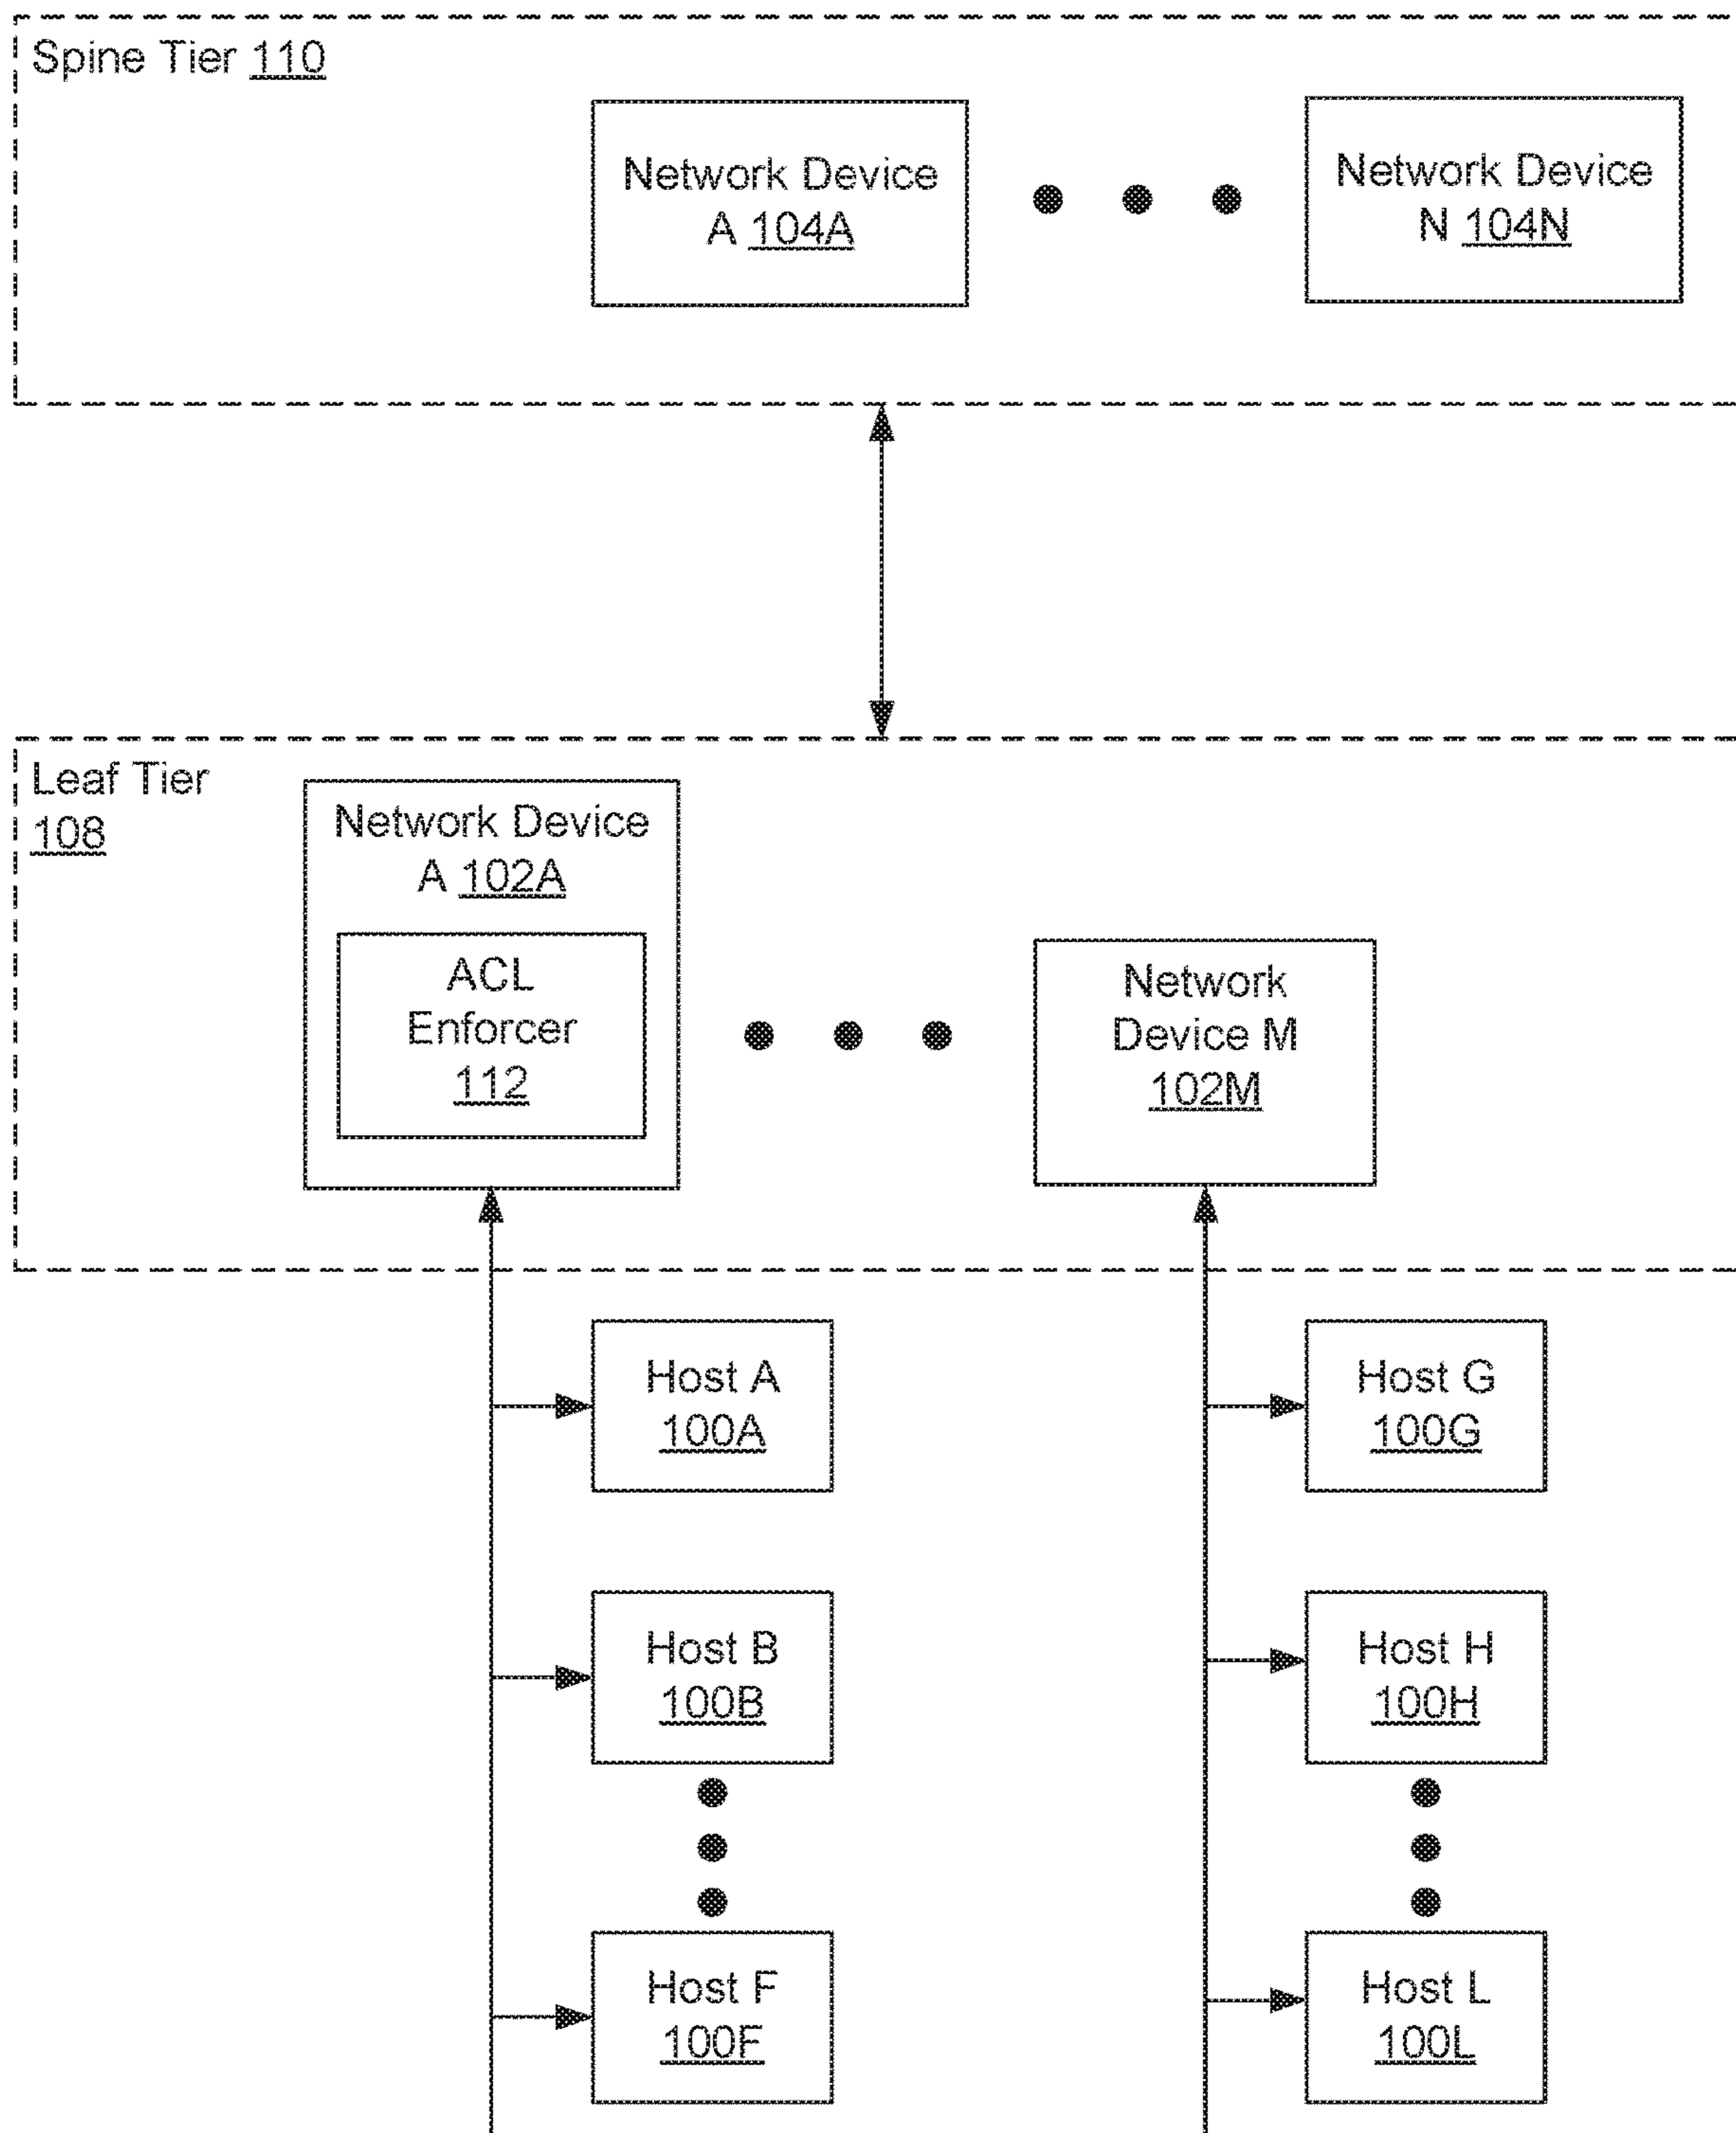 Spine Tier 110
Network Device
A 104A
Network Device
N 104N
Leaf Tier
108
Network Device
A 102A
ACL
Enforcer
112
Network
Device M
102M
Host A
100A
Host G
100G
Host B
100B
Host H
100H
Host F
100F
Host L
100L